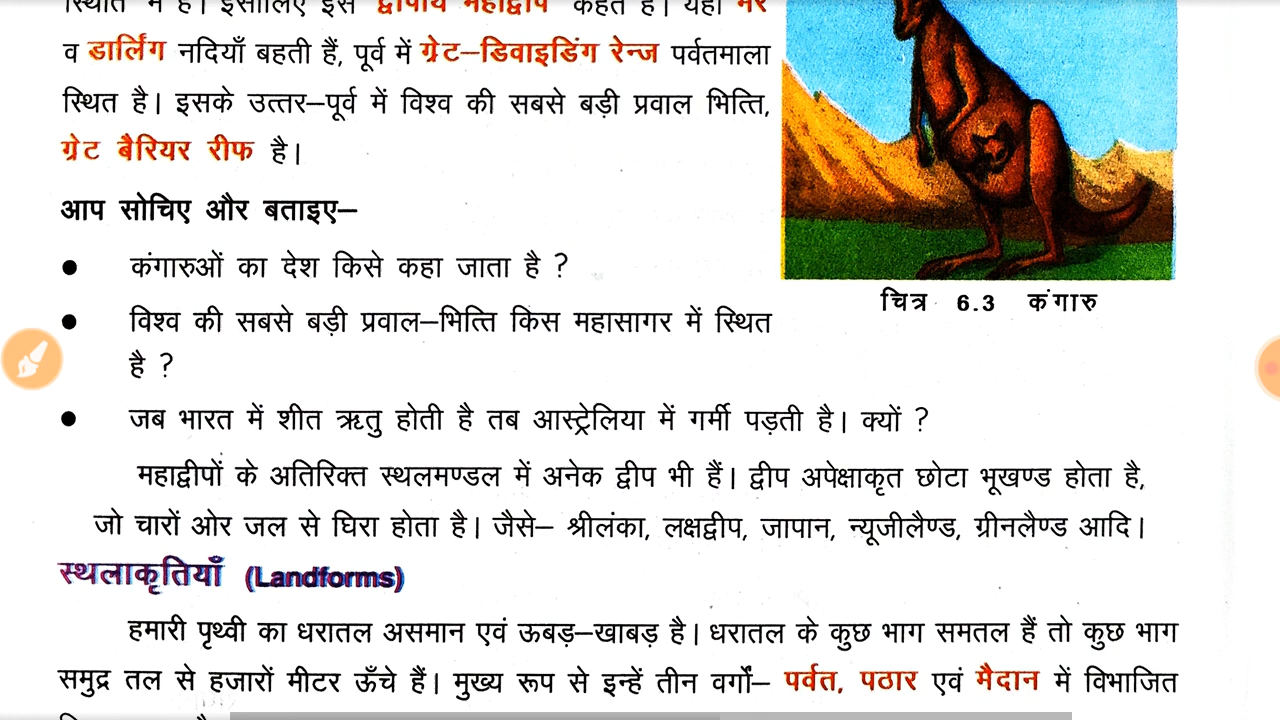 स्थित में है। इसीलिए इसे द्वीपीय महाद्वीप कहते हैं। यहाँ मरे
व डार्लिंग नदियाँ बहती हैं, पूर्व में ग्रेट–डिवाइडिंग रेन्ज पर्वतमाला
स्थित है। इसके उत्तर–पूर्व में विश्व की सबसे बड़ी प्रवाल भित्ति,
ग्रेट बैरियर रीफ है।
आप सोचिए और बताइए–
● कंगारुओं का देश किसे कहा जाता है ?
● विश्व की सबसे बड़ी प्रवाल–भित्ति किस महासागर में स्थित
है ?
● जब भारत में शीत ऋतु होती है तब आस्ट्रेलिया में गर्मी पड़ती है। क्यों ?
चित्र 6.3 कंगारु
महाद्वीपों के अतिरिक्त स्थलमण्डल में अनेक द्वीप भी हैं। द्वीप अपेक्षाकृत छोटा भूखण्ड होता है,
जो चारों ओर जल से घिरा होता है। जैसे– श्रीलंका, लक्षद्वीप, जापान, न्यूजीलैण्ड, ग्रीनलैण्ड आदि।
स्थलाकृतियाँ (Landforms)
हमारी पृथ्वी का धरातल असमान एवं ऊबड़–खाबड़ है। धरातल के कुछ भाग समतल हैं तो कुछ भाग
समुद्र तल से हजारों मीटर ऊँचे हैं। मुख्य रूप से इन्हें तीन वर्गों– पर्वत, पठार एवं मैदान में विभाजित